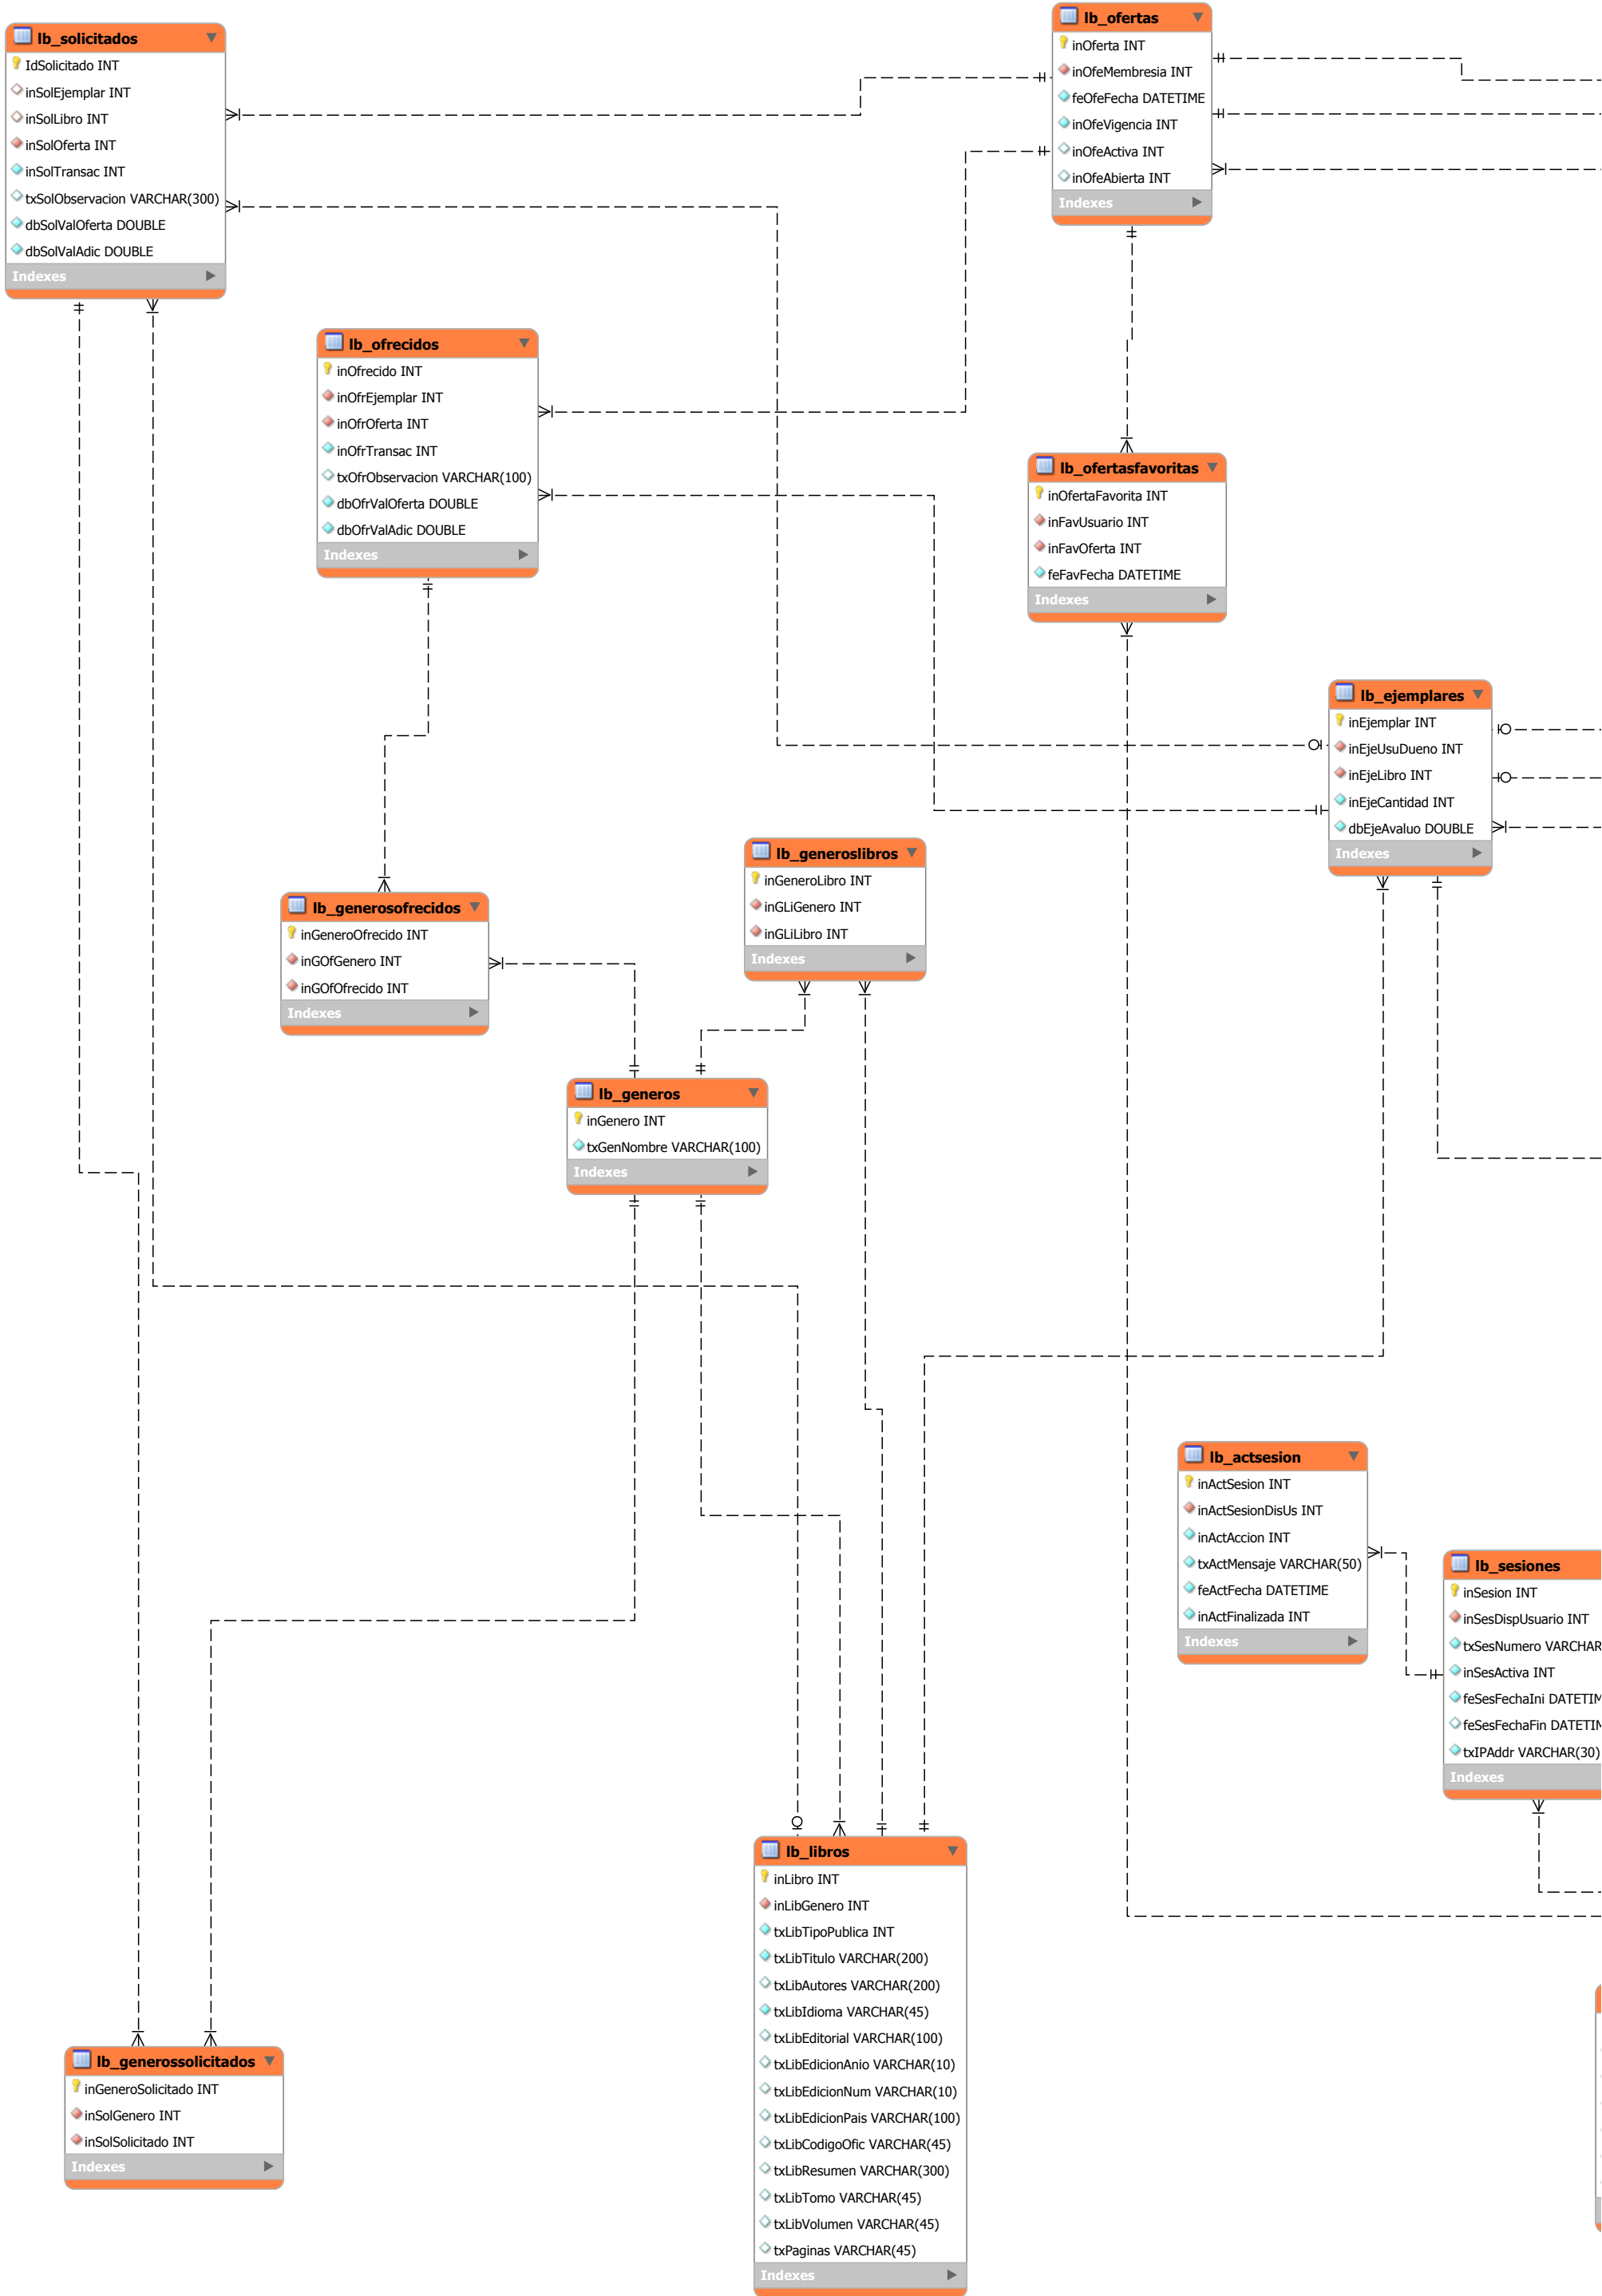 lb_solicitados
IdSolicitado INT
inSolEjemplar INT
inSolLibro INT
inSolOferta INT
inSolTransac INT
txSolObservacion VARCHAR(300)
dbSolValOferta DOUBLE
dbSolValAdic DOUBLE
Indexes
lb_ofertas
inOferta INT
inOfeMembresia INT
feOfeFecha DATETIME
inOfeVigencia INT
inOfeActiva INT
inOfeAbierta INT
Indexes
lb_ofrecidos
inOfrecido INT
inOfrEjemplar INT
inOfrOferta INT
inOfrTransac INT
txOfrObservacion VARCHAR(100)
dbOfrValOferta DOUBLE
dbOfrValAdic DOUBLE
Indexes
lb_ofertasfavoritas
inOfertaFavorita INT
inFavUsuario INT
inFavOferta INT
feFavFecha DATETIME
Indexes
lb_ejemplares
inEjemplar INT
inEjeUsuDueno INT
inEjeLibro INT
inEjeCantidad INT
dbEjeAvaluo DOUBLE
Indexes
lb_generoslibros
inGeneroLibro INT
inGLiGenero INT
inGLiLibro INT
Indexes
lb_generosofrecidos
inGeneroOfrecido INT
inGOfGenero INT
inGOfOfrecido INT
Indexes
lb_generos
inGenero INT
txGenNombre VARCHAR(100)
Indexes
lb_actsesion
inActSesion INT
inActSesionDisUs INT
inActAccion INT
txActMensaje VARCHAR(50)
feActFecha DATETIME
inActFinalizada INT
Indexes
lb_sesiones
inSesion INT
inSesDispUsuario INT
txSesNumero VARCHAR
inSesActiva INT
feSesFechaIni DATETIM
feSesFechaFin DATETIM
txIPAddr VARCHAR(30)
Indexes
lb_libros
inLibro INT
inLibGenero INT
txLibTipoPublica INT
txLibTitulo VARCHAR(200)
txLibAutores VARCHAR(200)
txLibIdioma VARCHAR(45)
txLibEditorial VARCHAR(100)
txLibEdicionAnio VARCHAR(10)
txLibEdicionNum VARCHAR(10)
txLibEdicionPais VARCHAR(100)
txLibCodigoOfic VARCHAR(45)
txLibResumen VARCHAR(300)
txLibTomo VARCHAR(45)
txLibVolumen VARCHAR(45)
txPaginas VARCHAR(45)
Indexes
lb_generossolicitados
inGeneroSolicitado INT
inSolGenero INT
inSolSolicitado INT
Indexes